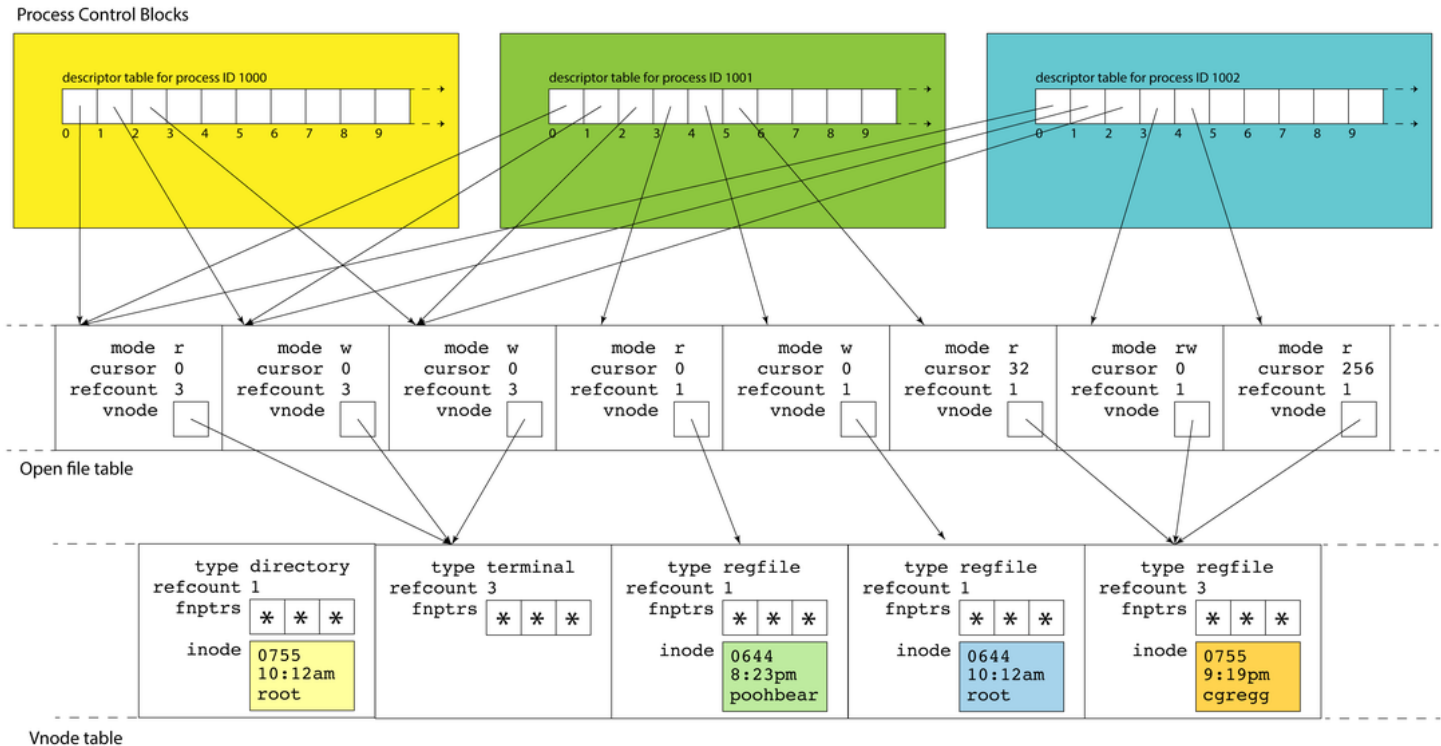 Process Control Blocks
descriptor table for process ID 1000
0 1 2 3 4 5 6 7 8 9
descriptor table for process ID 1001
0 1 2 3 4 5 6 7 8 9
descriptor table for process ID 1002
0 1 2 3 4 5 6 7 8 9
mode r
cursor 0
refcount 3
vnode
mode w
cursor 0
refcount 3
vnode
mode w
cursor 0
refcount 3
vnode
mode r
cursor 0
refcount 1
vnode
mode w
cursor 0
refcount 1
vnode
mode r
cursor 32
refcount 1
vnode
mode rw
cursor 0
refcount 1
vnode
mode r
cursor 256
refcount 1
vnode
Open file table
type directory
refcount 1
fnptrs * * *
inode 0755
10:12am
root
type terminal
refcount 3
fnptrs * * *
type regfile
refcount 1
fnptrs * * *
inode 0644
8:23pm
poohbear
type regfile
refcount 1
fnptrs * * *
inode 0644
10:12am
root
type regfile
refcount 3
fnptrs * * *
inode 0755
9:19pm
cgregg
Vnode table